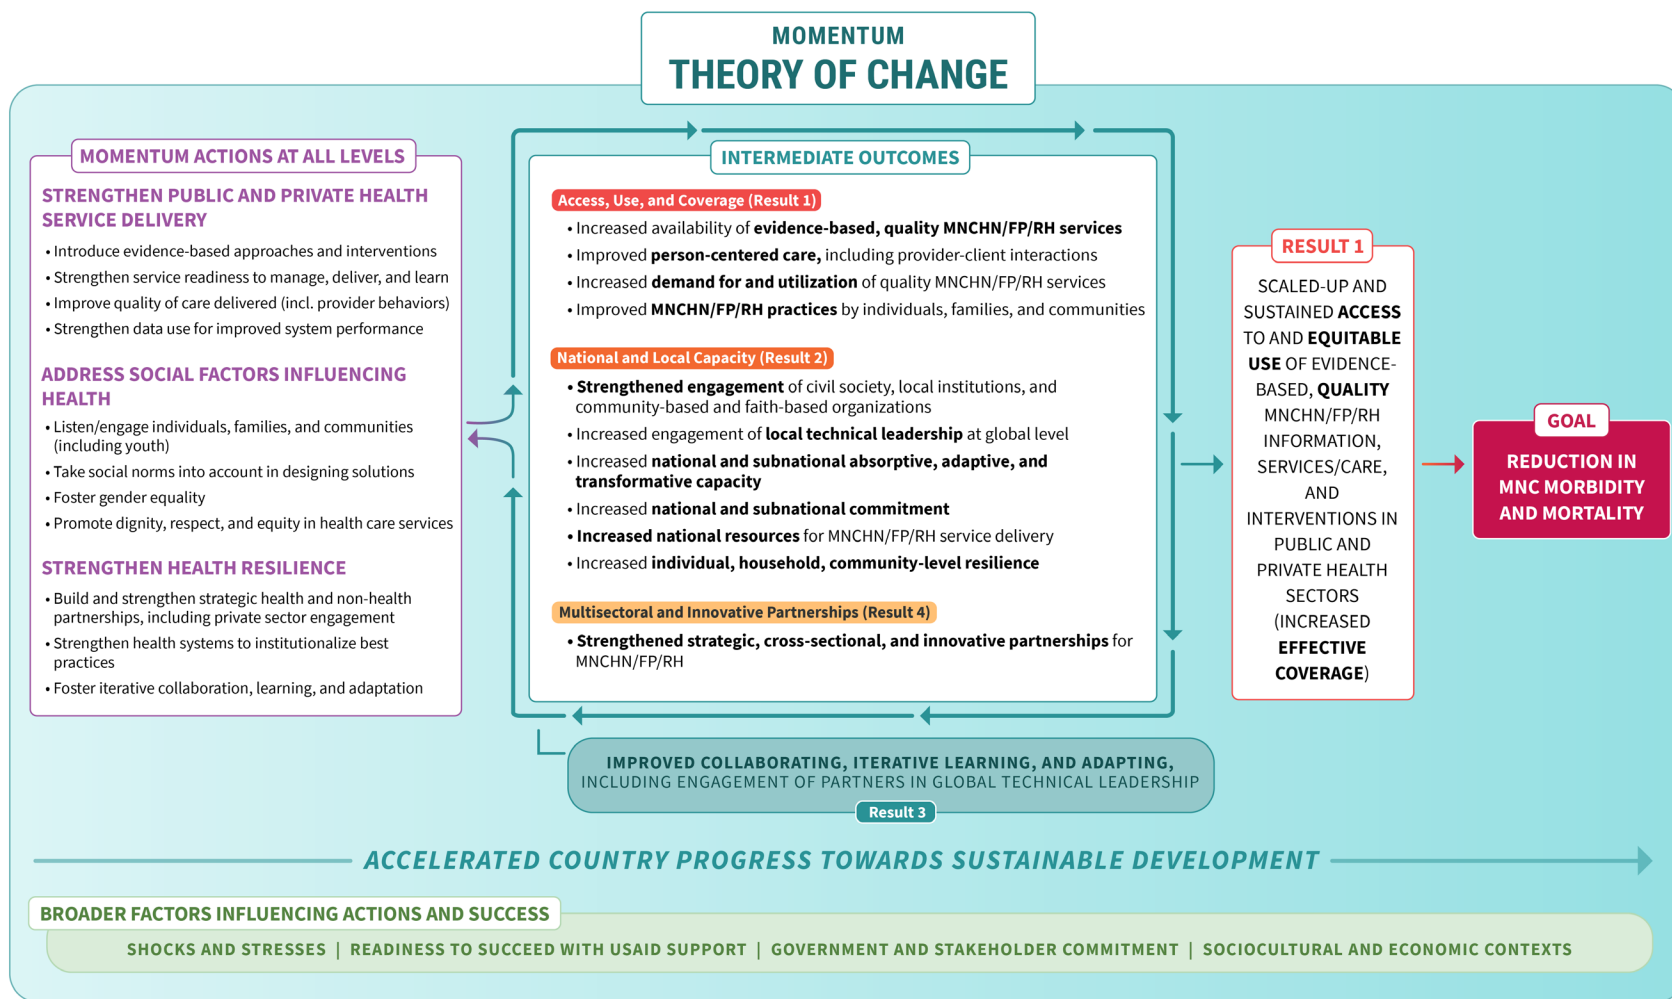 MOMENTUM
THEORY OF CHANGE
MOMENTUM ACTIONS AT ALL LEVELS
STRENGTHEN PUBLIC AND PRIVATE HEALTH
SERVICE DELIVERY
• Introduce evidence-based approaches and interventions
• Strengthen service readiness to manage, deliver, and learn
• Improve quality of care delivered (incl. provider behaviors)
• Strengthen data use for improved system performance
ADDRESS SOCIAL FACTORS INFLUENCING
HEALTH
• Listen/engage individuals, families, and communities
(including youth)
• Take social norms into account in designing solutions
• Foster gender equality
• Promote dignity, respect, and equity in health care services
STRENGTHEN HEALTH RESILIENCE
• Build and strengthen strategic health and non-health
partnerships, including private sector engagement
• Strengthen health systems to institutionalize best
practices
• Foster iterative collaboration, learning, and adaptation
INTERMEDIATE OUTCOMES
Access, Use, and Coverage (Result 1)
• Increased availability of evidence-based, quality MNCHN/FP/RH services
• Improved person-centered care, including provider-client interactions
• Increased demand for and utilization of quality MNCHN/FP/RH services
• Improved MNCHN/FP/RH practices by individuals, families, and communities
National and Local Capacity (Result 2)
• Strengthened engagement of civil society, local institutions, and
community-based and faith-based organizations
• Increased engagement of local technical leadership at global level
• Increased national and subnational absorptive, adaptive, and
transformative capacity
• Increased national and subnational commitment
• Increased national resources for MNCHN/FP/RH service delivery
• Increased individual, household, community-level resilience
Multisectoral and Innovative Partnerships (Result 4)
• Strengthened strategic, cross-sectional, and innovative partnerships for
MNCHN/FP/RH
IMPROVED COLLABORATING, ITERATIVE LEARNING, AND ADAPTING,
INCLUDING ENGAGEMENT OF PARTNERS IN GLOBAL TECHNICAL LEADERSHIP
Result 3
RESULT 1
SCALED-UP AND
SUSTAINED ACCESS
TO AND EQUITABLE
USE OF EVIDENCE-
BASED, QUALITY
MNCHN/FP/RH
INFORMATION,
SERVICES/CARE,
AND
INTERVENTIONS IN
PUBLIC AND
PRIVATE HEALTH
SECTORS
(INCREASED
EFFECTIVE
COVERAGE)
GOAL
REDUCTION IN
MNC MORBIDITY
AND MORTALITY
ACCELERATED COUNTRY PROGRESS TOWARDS SUSTAINABLE DEVELOPMENT
BROADER FACTORS INFLUENCING ACTIONS AND SUCCESS
SHOCKS AND STRESSES | READINESS TO SUCCEED WITH USAID SUPPORT | GOVERNMENT AND STAKEHOLDER COMMITMENT | SOCIOCULTURAL AND ECONOMIC CONTEXTS